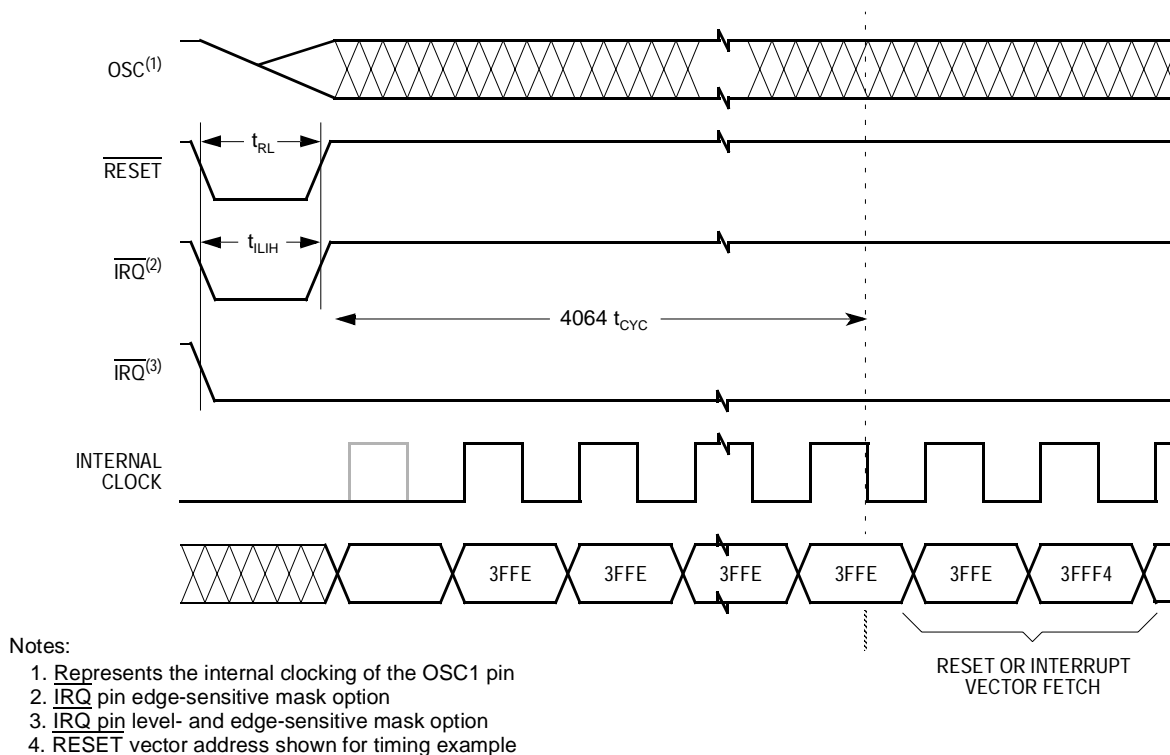 OSC(1)
tRL
RESET
tILIH
IRQ(2)
4064 tCYC
IRQ(3)
INTERNAL
CLOCK
3FFE
3FFE
3FFE
3FFE
3FFE
3FFF4
RESET OR INTERRUPT
VECTOR FETCH
Notes:
1. Represents the internal clocking of the OSC1 pin
2. IRQ pin edge-sensitive mask option
3. IRQ pin level- and edge-sensitive mask option
4. RESET vector address shown for timing example